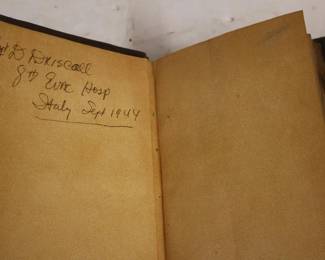 D Driscoll
8th Evac Hosp
Italy Sept 1944